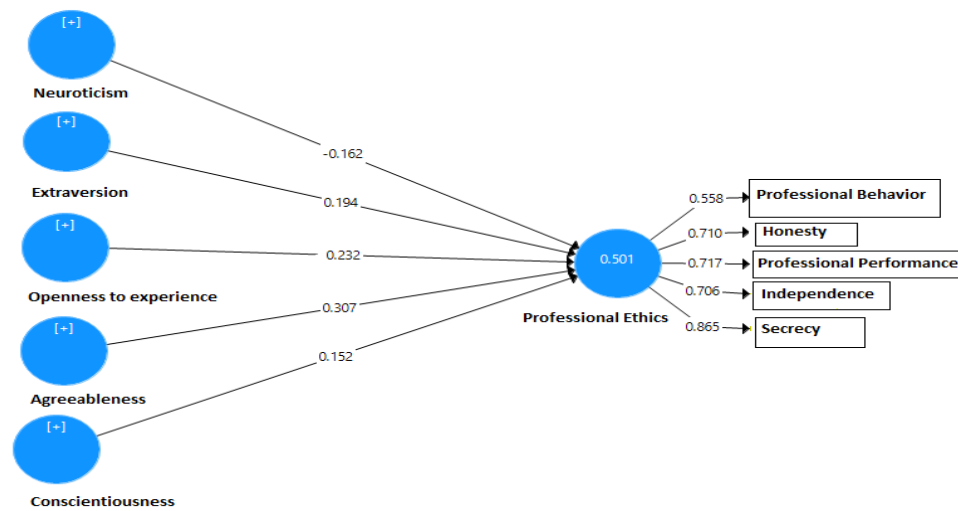 [+]
Neuroticism
[+]
Extraversion
[+]
Openness to experience
[+]
Agreeableness
[+]
Conscientiousness
-0.162
0.194
0.232
0.307
0.152
0.501
Professional Ethics
0.558
Professional Behavior
0.710
Honesty
0.717
Professional Performance
0.706
Independence
0.865
Secrecy